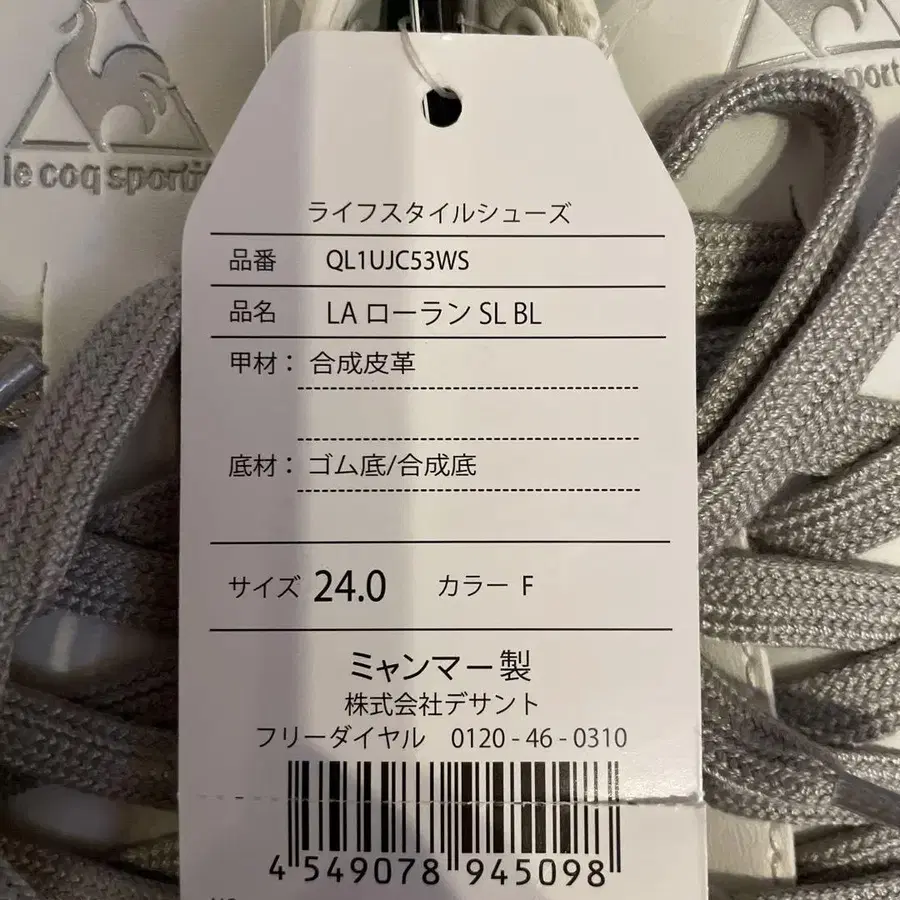 le coq sportif
sporti
ライフスタイルシューズ
品番 QL1UJC53WS
品名 LA ローラン SL BL
甲材： 合成皮革
底材： ゴム底/合成底
サイズ 24.0 カラー F
ミャンマー製
株式会社デサント
フリーダイヤル 0120 - 46 - 0310
4 549078 945098